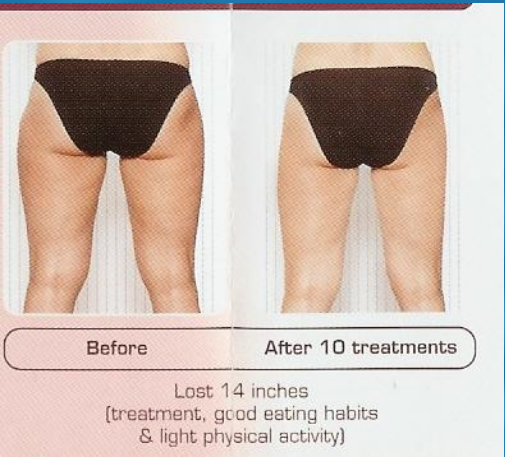 Before
After 10 treatments
Lost 14 inches
(treatment, good eating habits
& light physical activity)